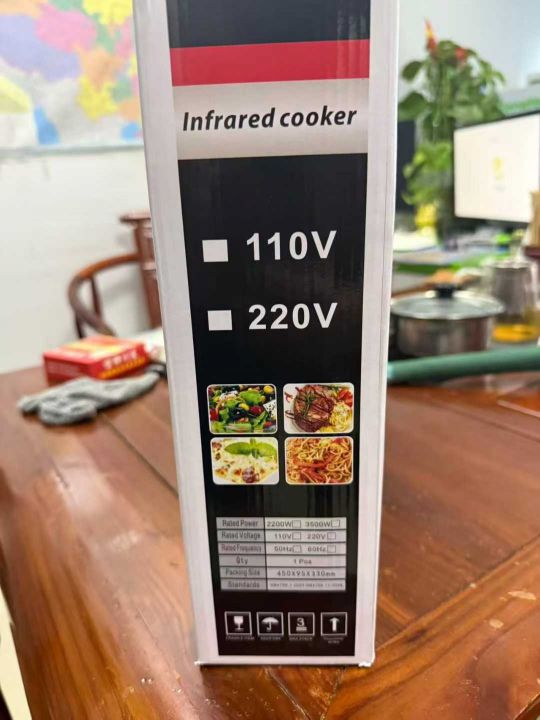 Infrared cooker
110V
220V
Rated Power 2200W 3500W
Rated Voltage 110V 220V
Rated Frequency 50Hz 60Hz
Qty 1 Pcs
Packing Size 450X95X330mm
Standards
3